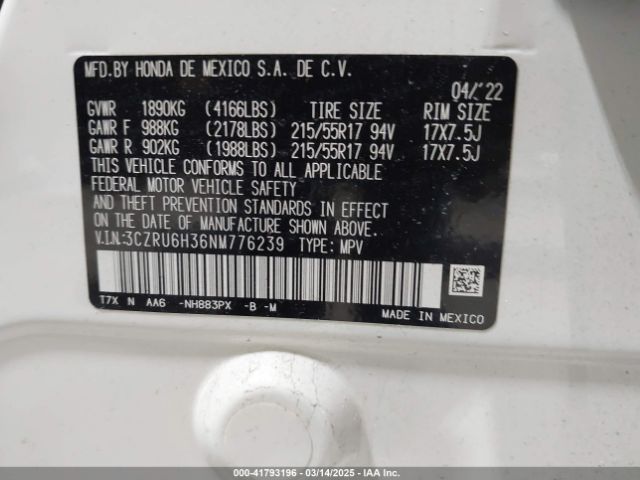 MFD.BY HONDA DE MEXICO S.A. DE C.V.
04/22
GVWR 1890KG (4166LBS) TIRE SIZE RIM SIZE
GAWR F 988KG (2178LBS) 215/55R17 94V 17X7.5J
GAWR R 902KG (1988LBS) 215/55R17 94V 17X7.5J
THIS VEHICLE CONFORMS TO ALL APPLICABLE
FEDERAL MOTOR VEHICLE SAFETY
AND THEFT PREVENTION STANDARDS IN EFFECT ON
THE DATE OF MANUFACTURE SHOWN ABOVE.
V.IN:3CZRU6H36NM776239 TYPE: MPV
T7X N AA6 -NH883PX -B -M
MADE IN MEXICO
000-41793196 - 03/14/2025 - IAA Inc.